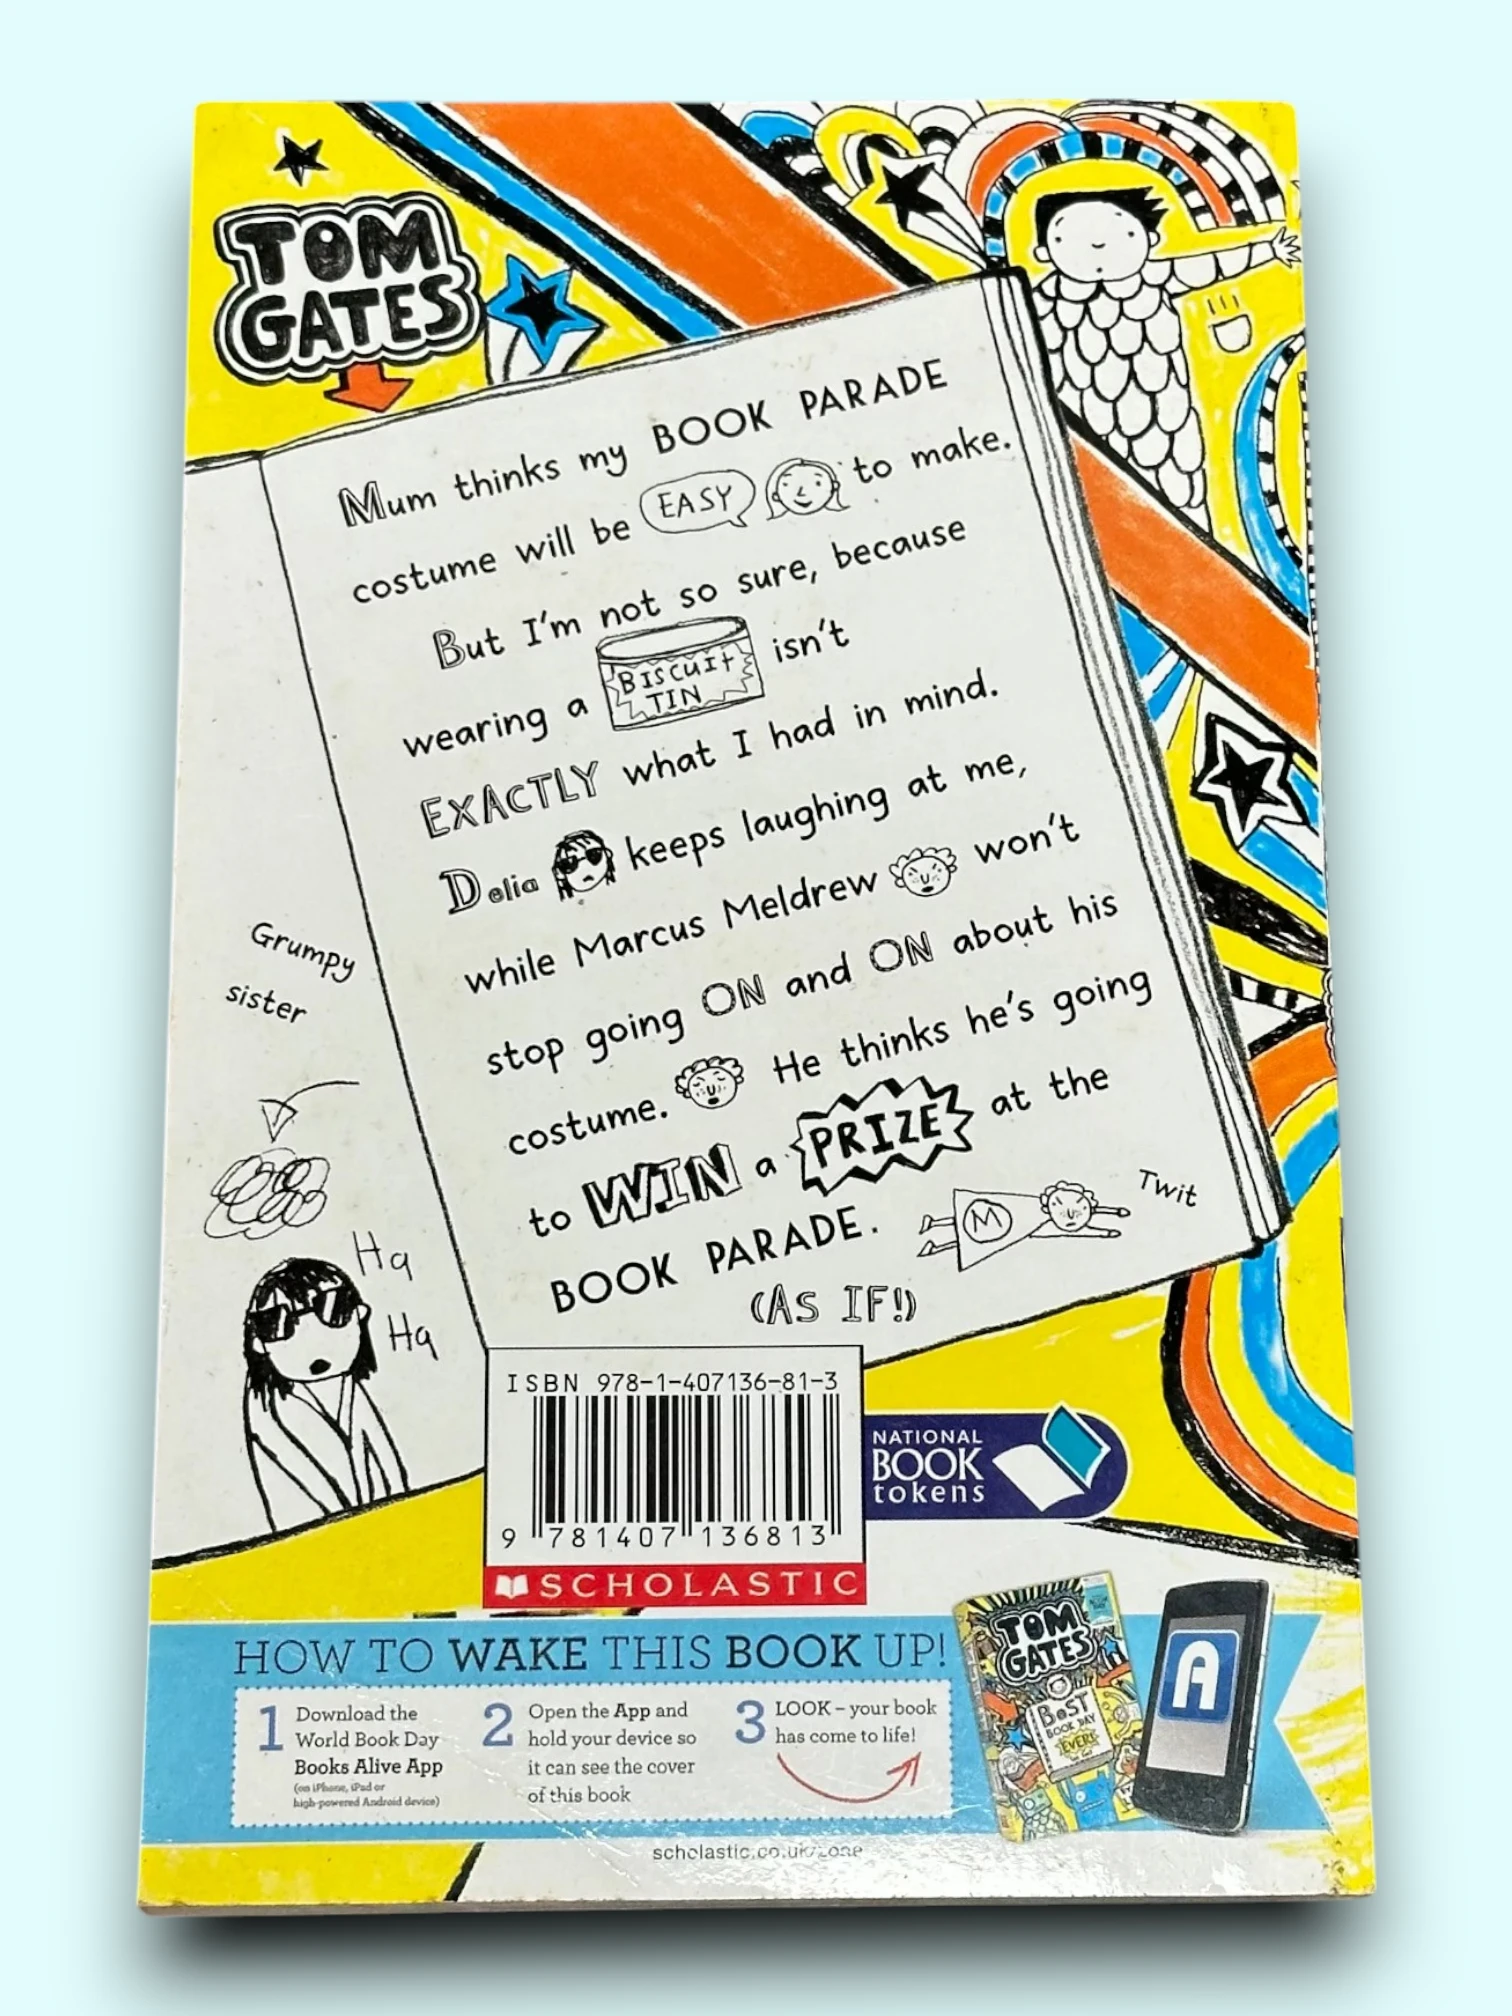 TOM
GATES
Mum thinks my BOOK PARADE
costume will be EASY to make.
But I'm not so sure, because
wearing a BISCUIT TIN isn't
EXACTLY what I had in mind.
Delia keeps laughing at me,
while Marcus Meldrew won't
stop going ON and ON about his
costume. He thinks he's going
to WIN a PRIZE at the
BOOK PARADE.
(AS IF!)
Twit
M
Grumpy
sister
Ha
Ha
ISBN 978-1-407136-81-3
9 781407 136813
SCHOLASTIC
NATIONAL
BOOK
tokens
HOW TO WAKE THIS BOOK UP!
1 Download the
World Book Day
Books Alive App
(on iPhone, iPad or
high-powered Android device)
2 Open the App and
hold your device so
it can see the cover
of this book
3 LOOK – your book
has come to life!
TOM
GATES
BEST
BOOK DAY
EVER!
A
scholastic.co.uk/zone